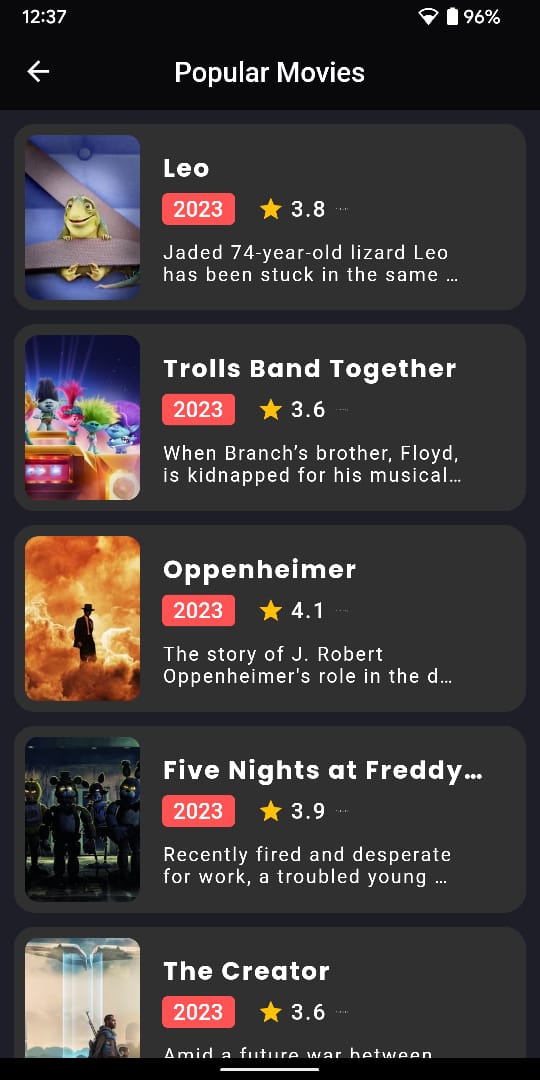 12:37
96%
Popular Movies
Leo
2023
3.8
Jaded 74-year-old lizard Leo
has been stuck in the same …
Trolls Band Together
2023
3.6
When Branch’s brother, Floyd,
is kidnapped for his musical…
Oppenheimer
2023
4.1
The story of J. Robert
Oppenheimer's role in the d…
Five Nights at Freddy…
2023
3.9
Recently fired and desperate
for work, a troubled young …
The Creator
2023
3.6
Amid a future war between